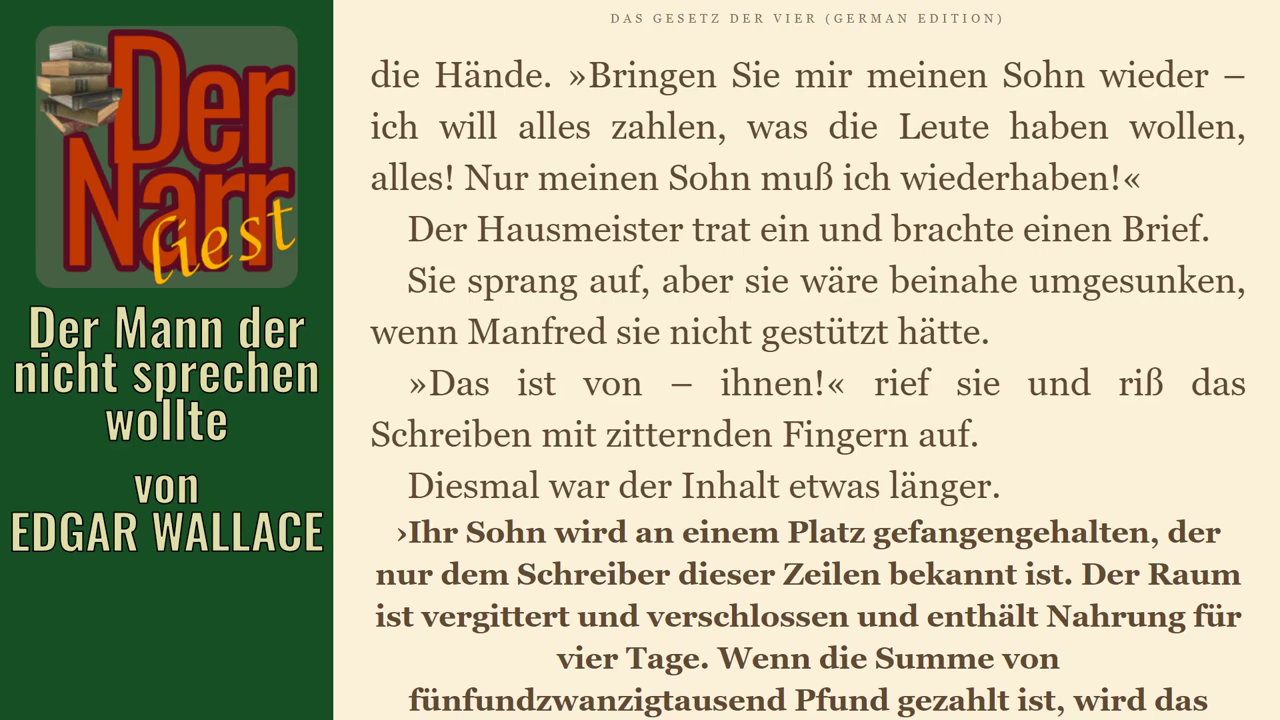 Der
Narr
liest
Der Mann der
nicht sprechen
wollte
von
EDGAR WALLACE
DAS GESETZ DER VIER (GERMAN EDITION)
die Hände. »Bringen Sie mir meinen Sohn wieder –
ich will alles zahlen, was die Leute haben wollen,
alles! Nur meinen Sohn muß ich wiederhaben!«
Der Hausmeister trat ein und brachte einen Brief.
Sie sprang auf, aber sie wäre beinahe umgesunken,
wenn Manfred sie nicht gestützt hätte.
»Das ist von – ihnen!« rief sie und riß das
Schreiben mit zitternden Fingern auf.
Diesmal war der Inhalt etwas länger.
›Ihr Sohn wird an einem Platz gefangengehalten, der
nur dem Schreiber dieser Zeilen bekannt ist. Der Raum
ist vergittert und verschlossen und enthält Nahrung für
vier Tage. Wenn die Summe von
fünfundzwanzigtausend Pfund gezahlt ist, wird das